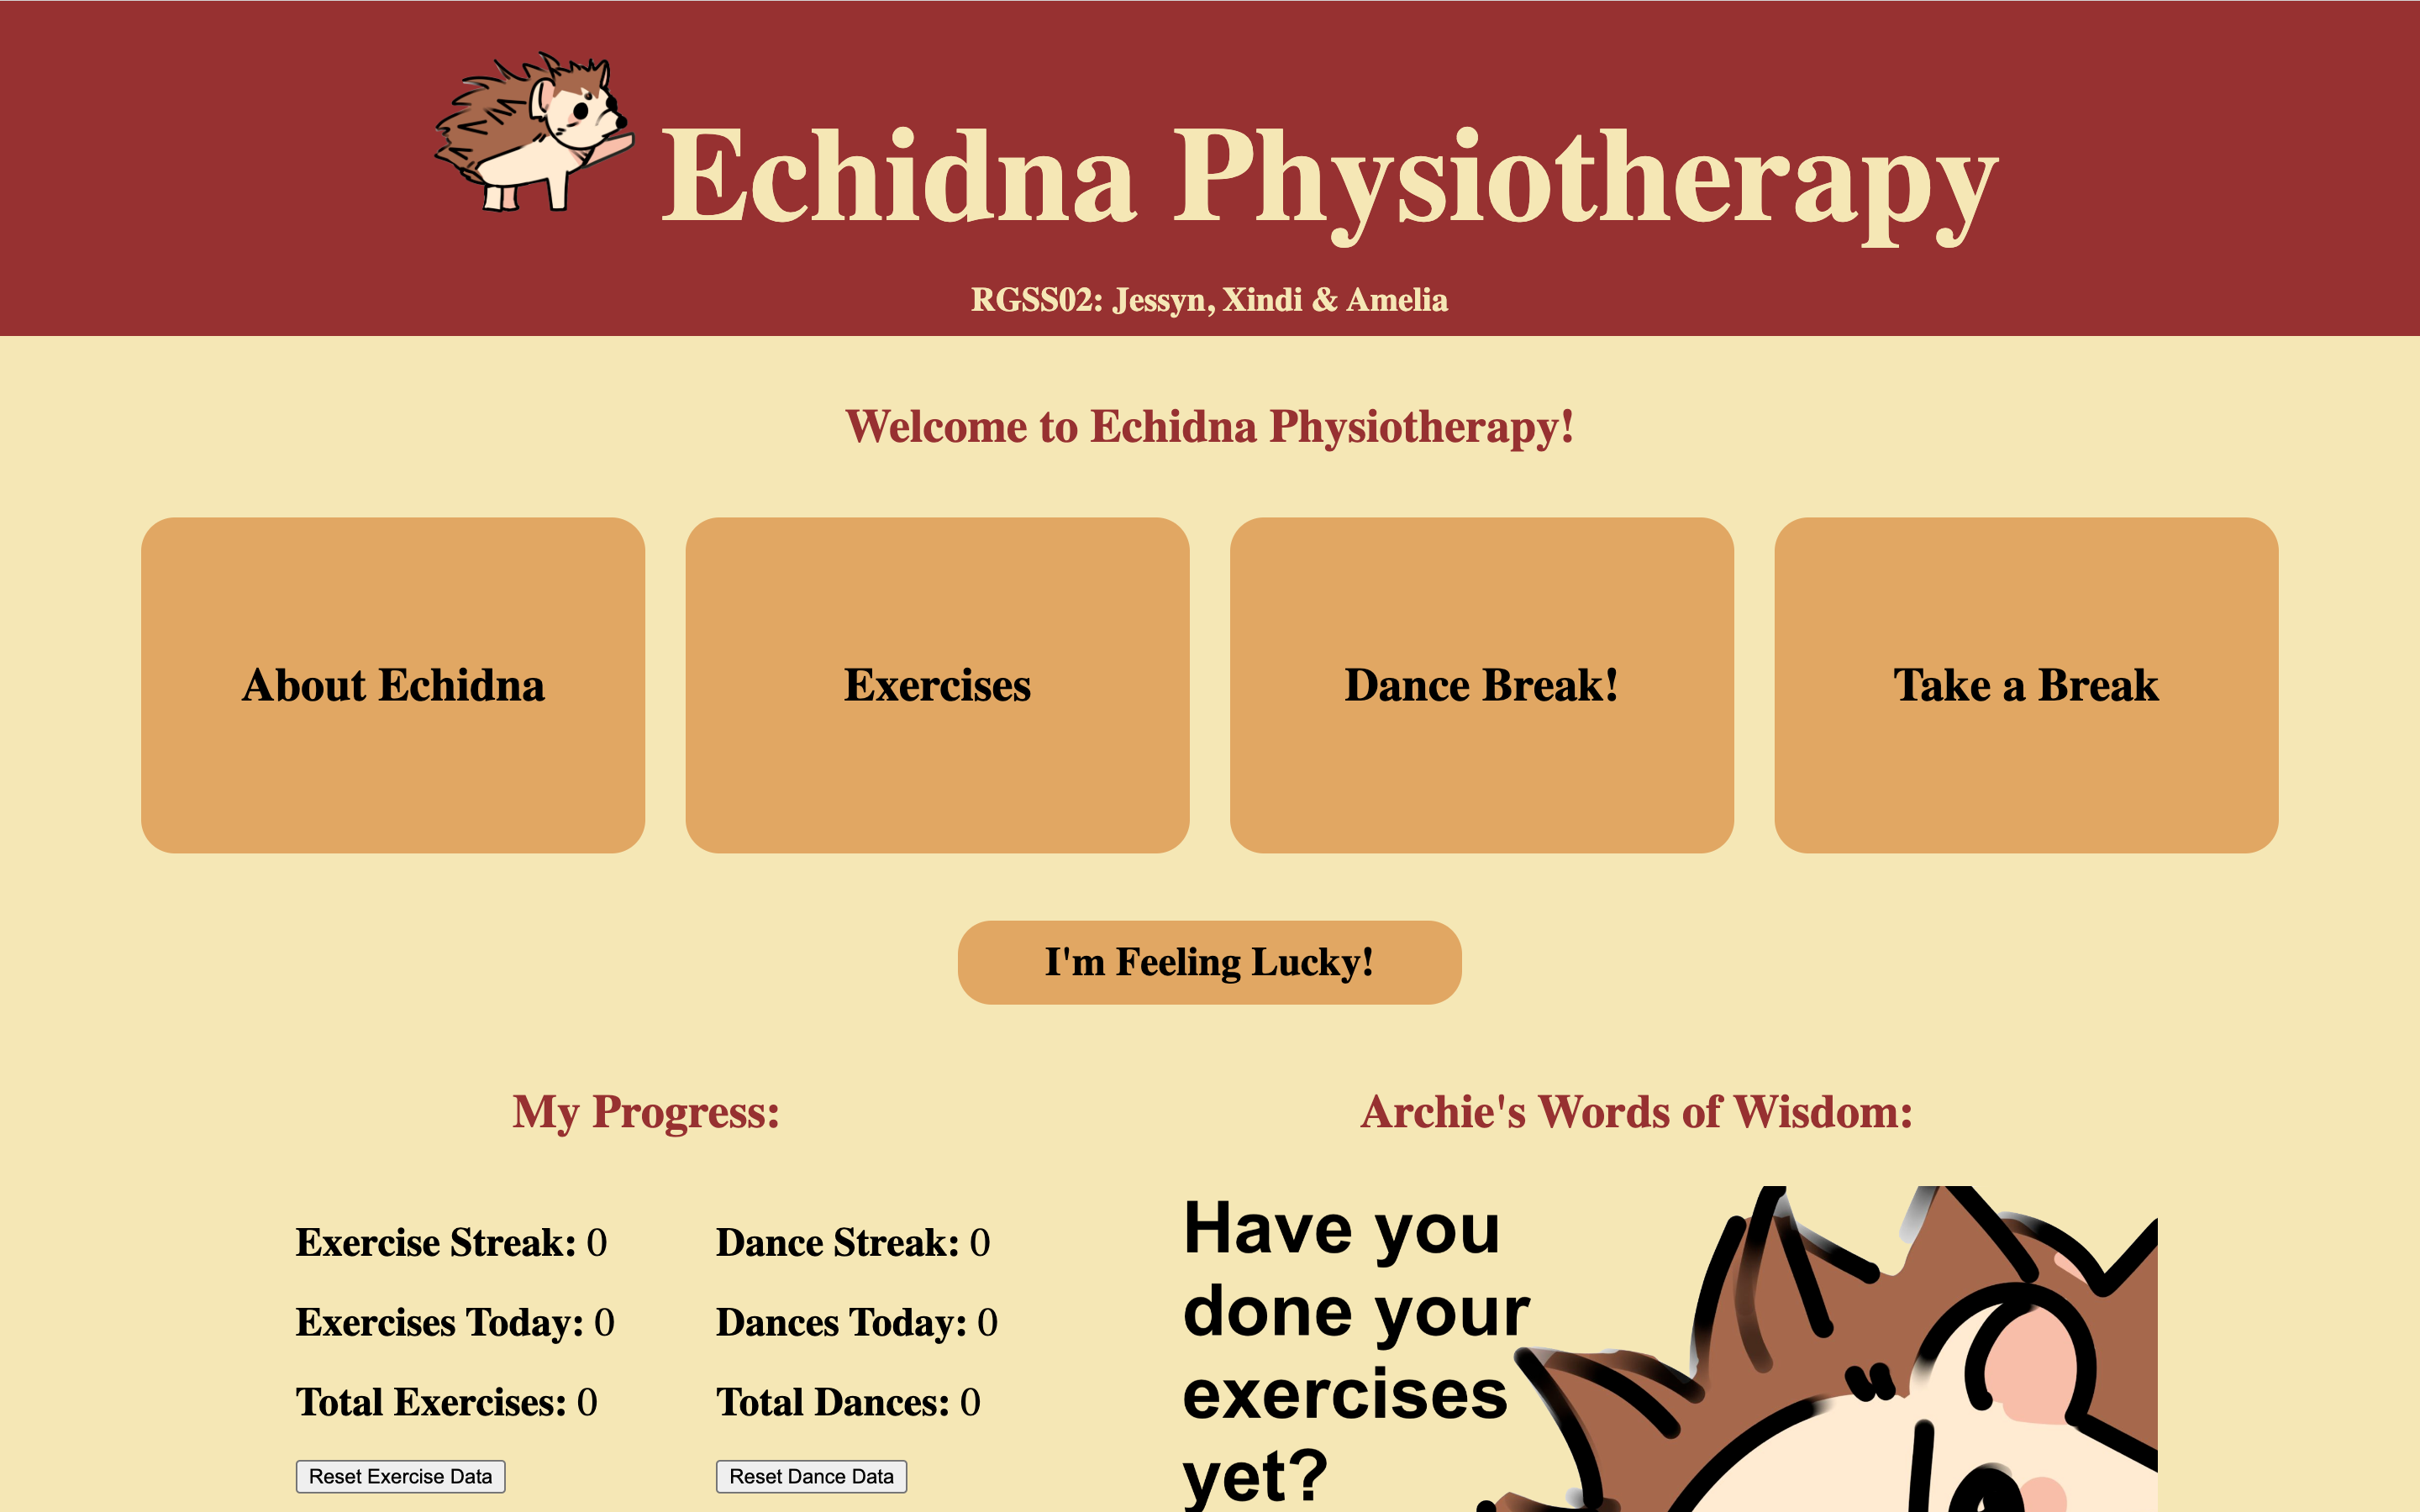 Echidna Physiotherapy
RGSS02: Jessyn, Xindi & Amelia
Welcome to Echidna Physiotherapy!
About Echidna
Exercises
Dance Break!
Take a Break
I'm Feeling Lucky!
My Progress:
Exercise Streak: 0
Exercises Today: 0
Total Exercises: 0
Reset Exercise Data
Dance Streak: 0
Dances Today: 0
Total Dances: 0
Reset Dance Data
Archie's Words of Wisdom:
Have you
done your
exercises
yet?